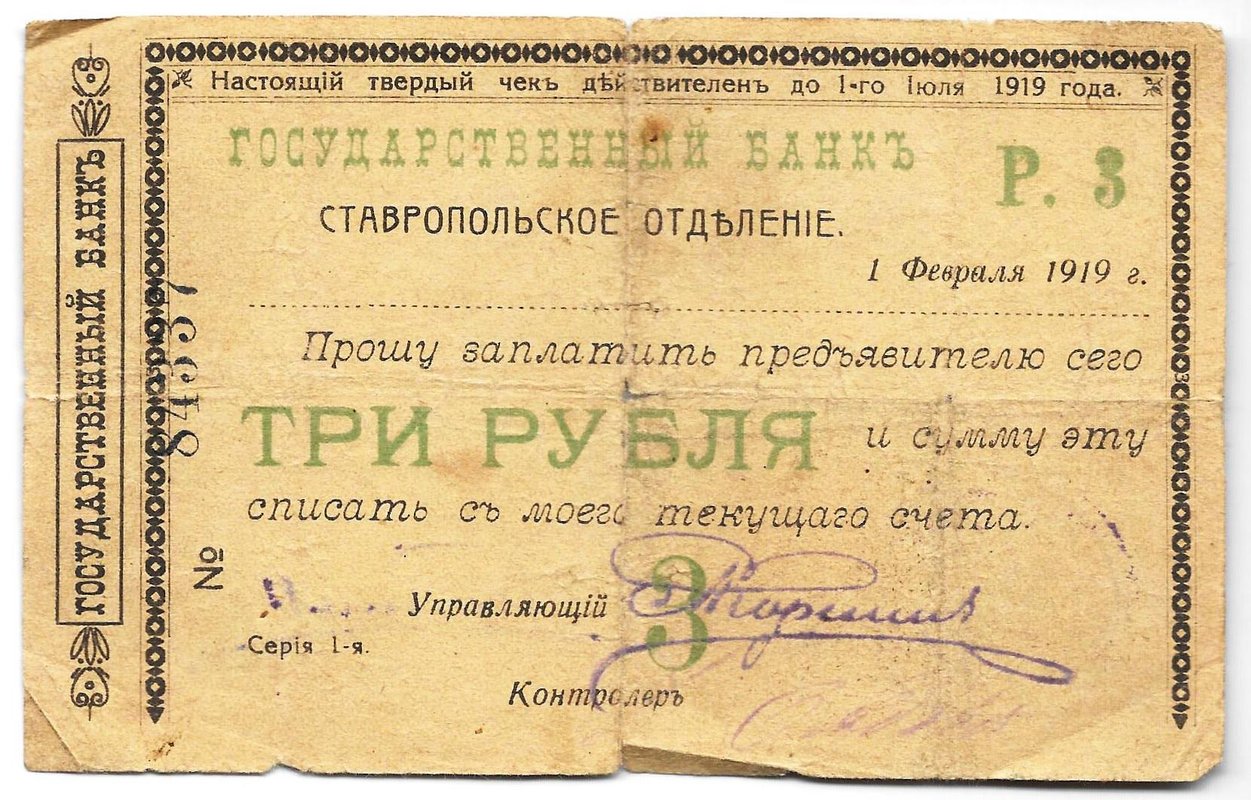 Настоящій твердый чекъ дѣйствителенъ до 1-го Іюля 1919 года.
ГОСУДАРСТВЕННЫЙ БАНКЪ
Р. 3
СТАВРОПОЛЬСКОЕ ОТДѢЛЕНІЕ.
1 Февраля 1919 г.
Прошу заплатить предъявителю сего
ТРИ РУБЛЯ и сумму эту
списать съ моего текущаго счета.
3
Управляющій
Серія 1-я.
Контролеръ
ГОСУДАРСТВЕННЫЙ БАНКЪ
№ 84557